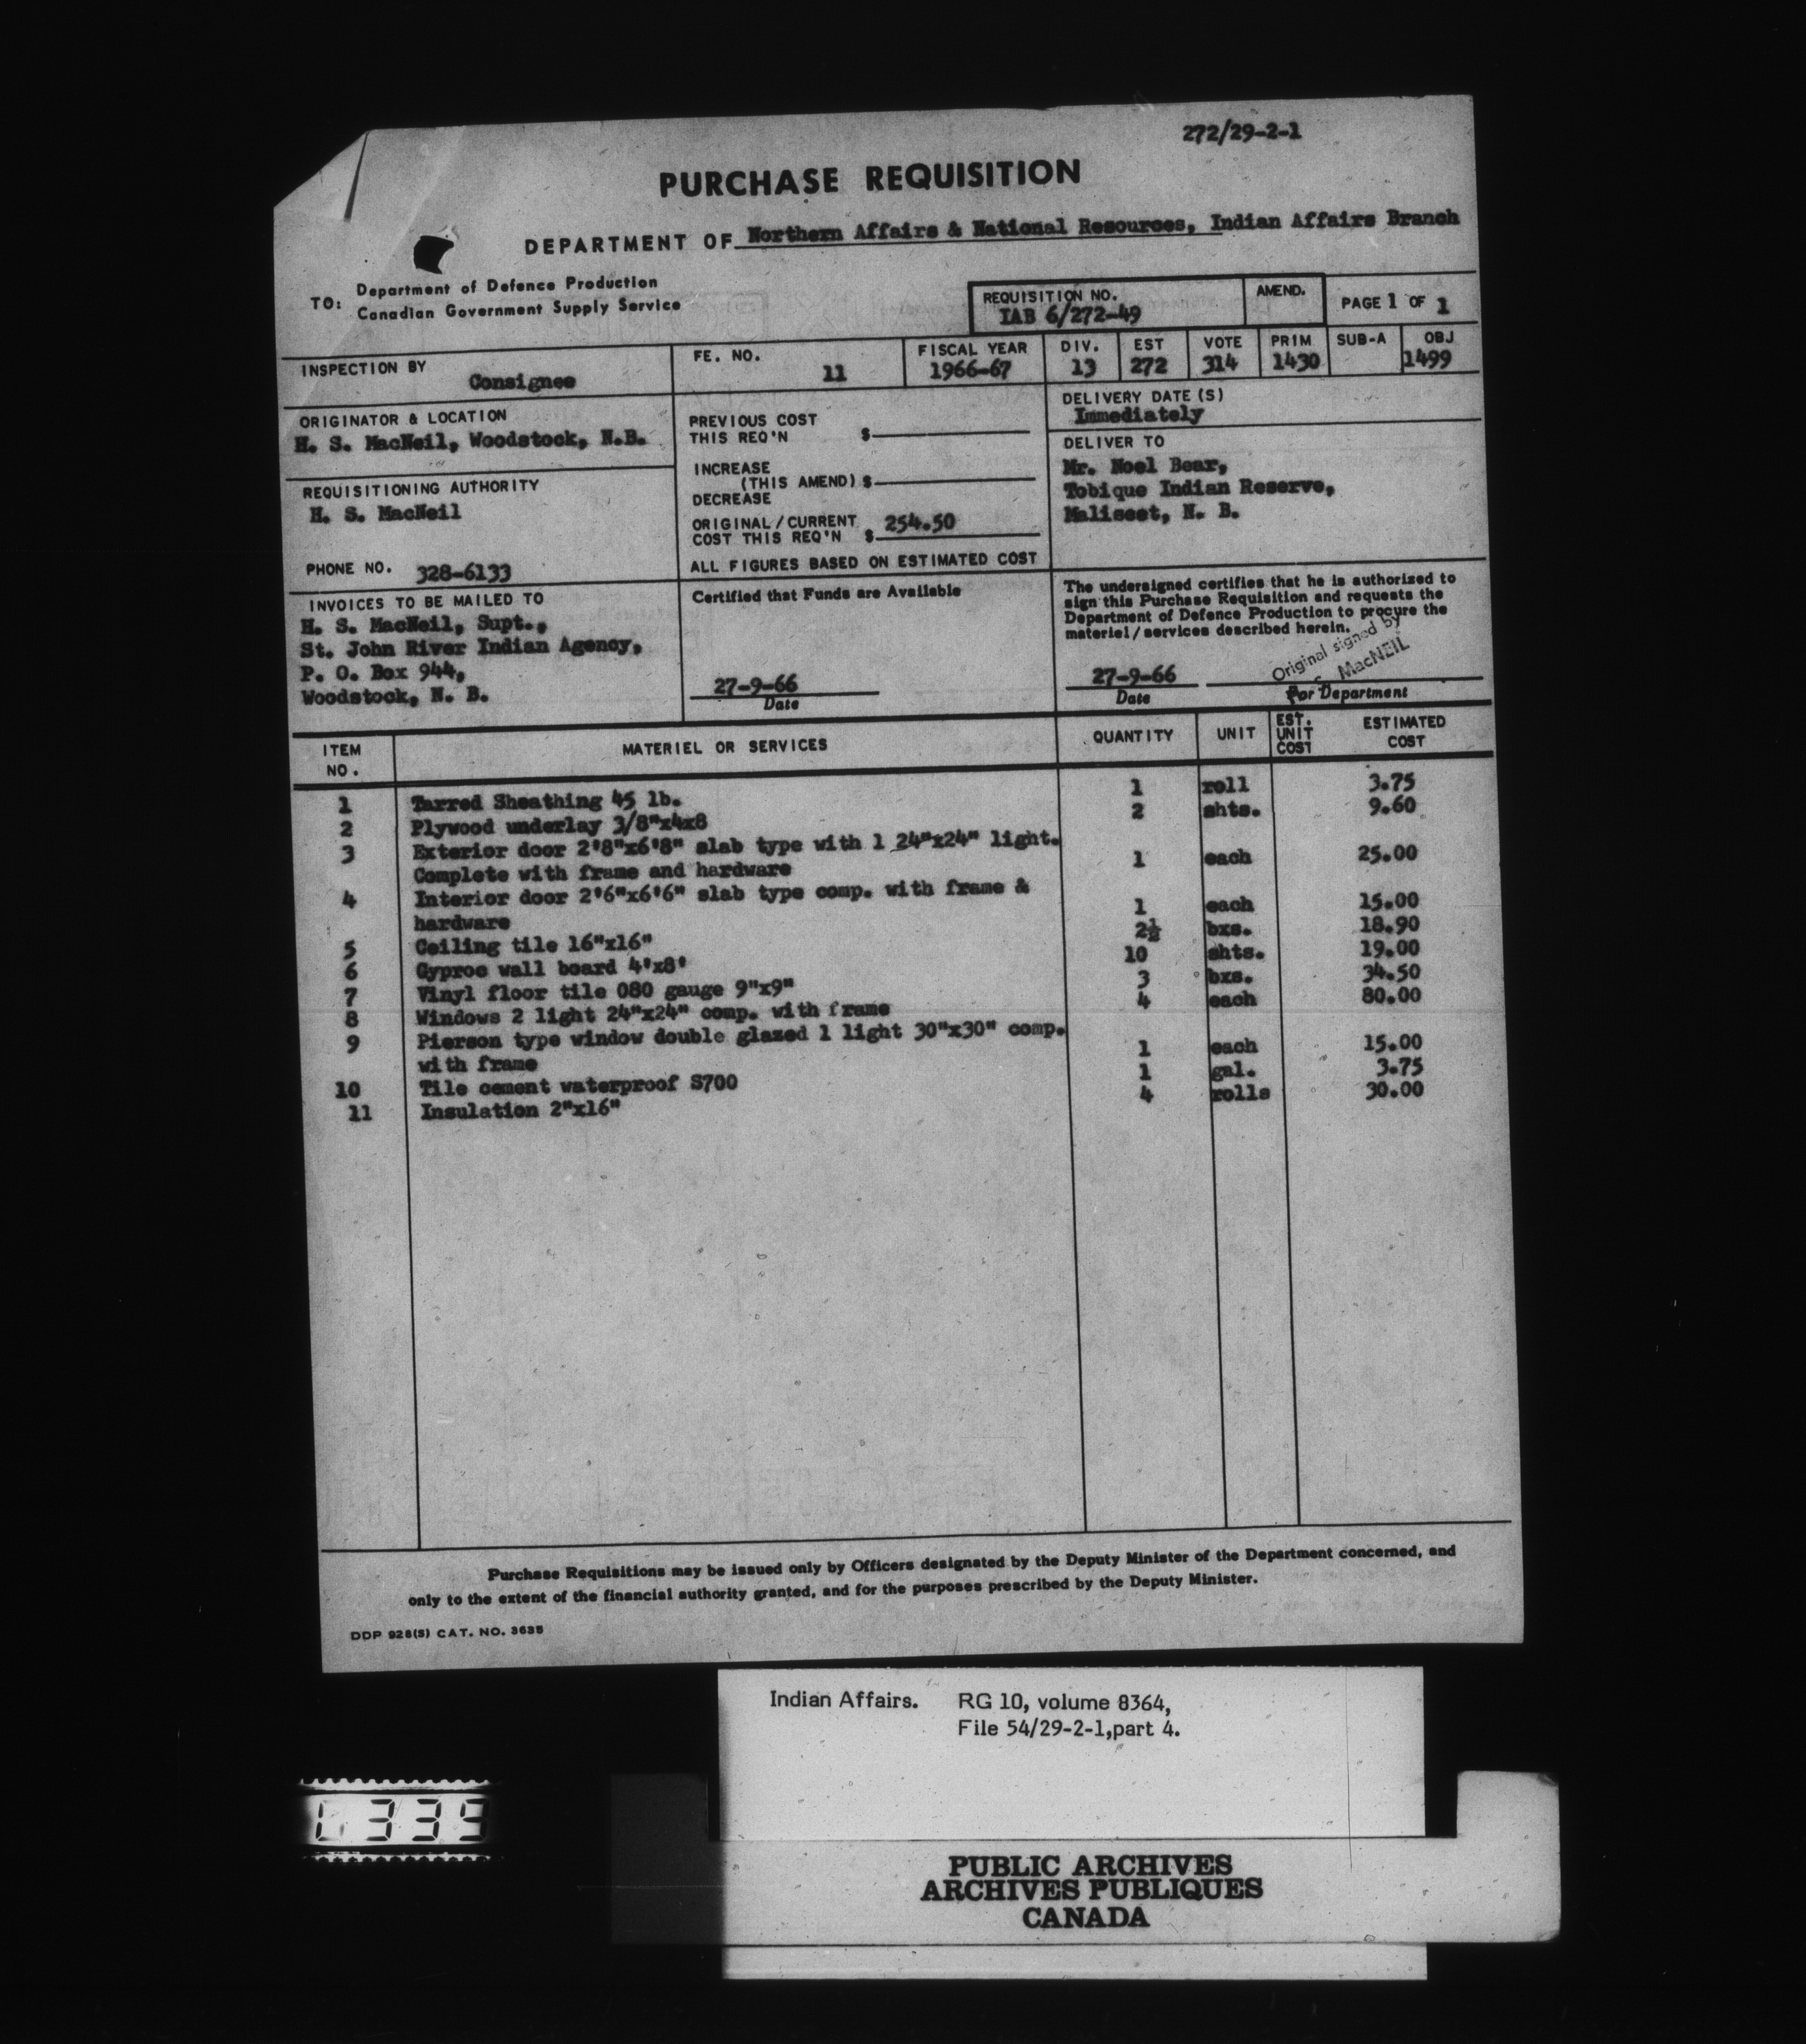 272/29-2-1
PURCHASE REQUISITION
DEPARTMENT OF Northern Affairs & National Resources, Indian Affairs Branch
TO: Department of Defence Production
Canadian Government Supply Service
REQUISITION NO.
IAB 6/272-49
AMEND.
PAGE 1 OF 1
INSPECTION BY
Consignee
FE. NO.
11
FISCAL YEAR
1966-67
DIV.
13
EST
272
VOTE
314
PRIM
1430
SUB-A
OBJ
1499
ORIGINATOR & LOCATION
H. S. MacNeil, Woodstock, N.B.
PREVIOUS COST
THIS REQ'N $
DELIVERY DATE (S)
Immediately
REQUISITIONING AUTHORITY
H. S. MacNeil
PHONE NO. 328-6133
INCREASE
(THIS AMEND) $
DECREASE
ORIGINAL / CURRENT
COST THIS REQ'N $ 254.50
ALL FIGURES BASED ON ESTIMATED COST
DELIVER TO
Mr. Noel Bear,
Tobique Indian Reserve,
Maliseet, N. B.
INVOICES TO BE MAILED TO
H. S. MacNeil, Supt.,
St. John River Indian Agency,
P. O. Box 944,
Woodstock, N. B.
Certified that Funds are Available
27-9-66
Date
The undersigned certifies that he is authorized to
sign this Purchase Requisition and requests the
Department of Defence Production to procure the
materiel / services described herein.
Original signed by
MacNEIL
27-9-66
Date
For Department
ITEM NO. MATERIEL OR SERVICES QUANTITY UNIT EST. UNIT COST ESTIMATED COST
1 Tarred Sheathing 45 lb. 1 roll 3.75
2 Plywood underlay 3/8"x4x8 2 shts. 9.60
3 Exterior door 2'8"x6'8" slab type with 1 24"x24" light.
Complete with frame and hardware 1 each 25.00
4 Interior door 2'6"x6'6" slab type comp. with frame &
hardware 1 each 15.00
5 Ceiling tile 16"x16" 2½ bxs. 18.90
6 Gyproc wall board 4'x8' 10 shts. 19.00
7 Vinyl floor tile 080 gauge 9"x9" 3 bxs. 34.50
8 Windows 2 light 24"x24" comp. with frame 4 each 80.00
9 Pierson type window double glazed 1 light 30"x30" comp.
with frame 1 each 15.00
10 Tile cement waterproof S700 1 gal. 3.75
11 Insulation 2"x16" 4 rolls 30.00
Purchase Requisitions may be issued only by Officers designated by the Deputy Minister of the Department concerned, and
only to the extent of the financial authority granted, and for the purposes prescribed by the Deputy Minister.
DDP 928(S) CAT. NO. 3635
Indian Affairs. RG 10, volume 8364,
File 54/29-2-1,part 4.
339
PUBLIC ARCHIVES
ARCHIVES PUBLIQUES
CANADA